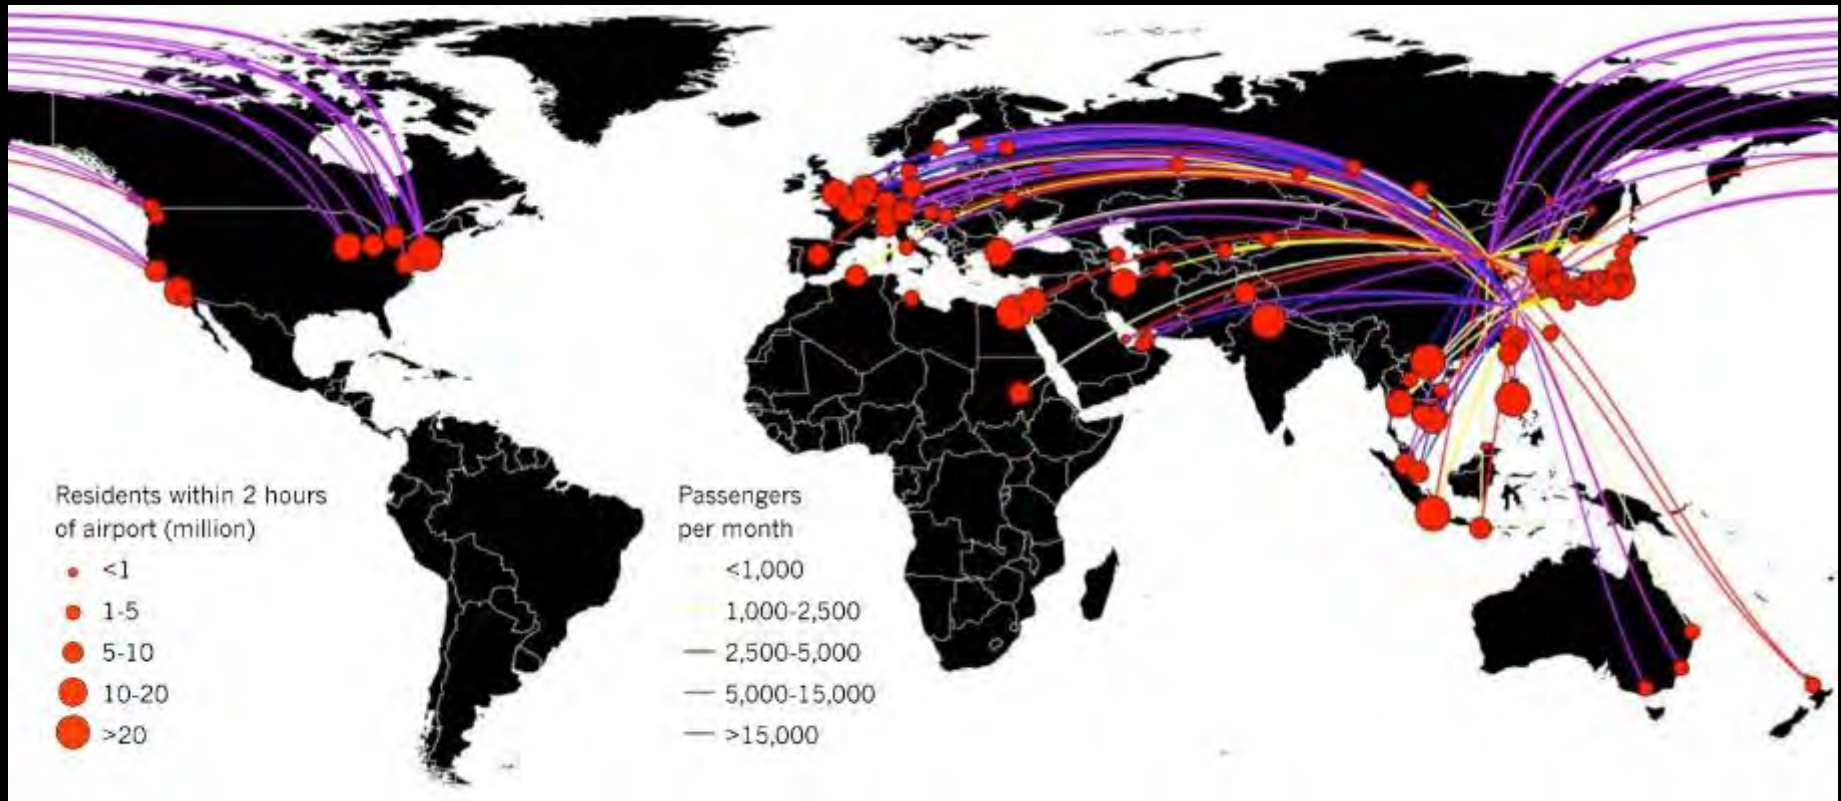 Residents within 2 hours
of airport (million)
<1
1-5
5-10
10-20
>20
Passengers
per month
<1,000
1,000-2,500
2,500-5,000
5,000-15,000
>15,000